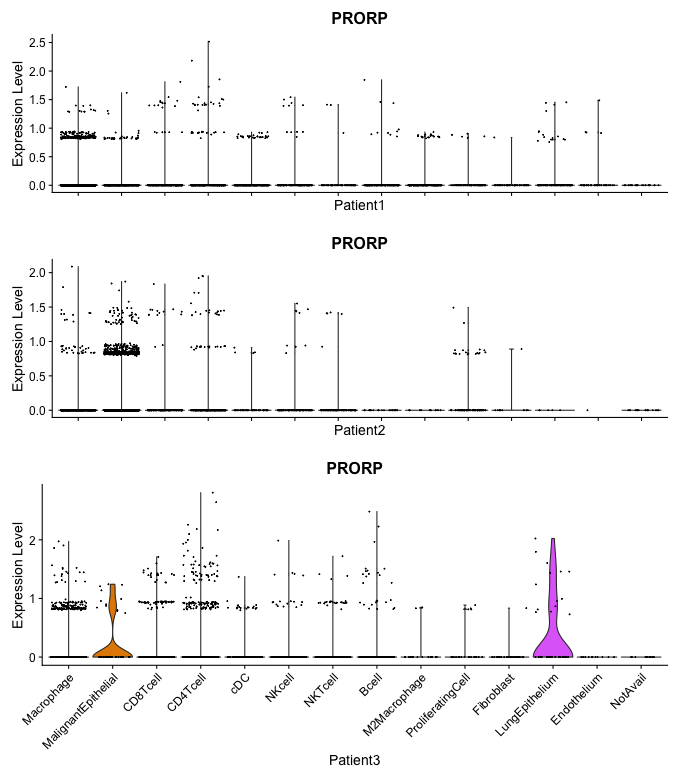 PRORP
Expression Level
2.5
2.0
1.5
1.0
0.5
0.0
Patient1
PRORP
Expression Level
2.0
1.5
1.0
0.5
0.0
Patient2
PRORP
Expression Level
2
1
0
Macrophage
MalignantEpithelial
CD8Tcell
CD4Tcell
cDC
NKcell
NKTcell
Bcell
M2Macrophage
ProliferatingCell
Fibroblast
LungEpithelium
Endothelium
NotAvail
Patient3